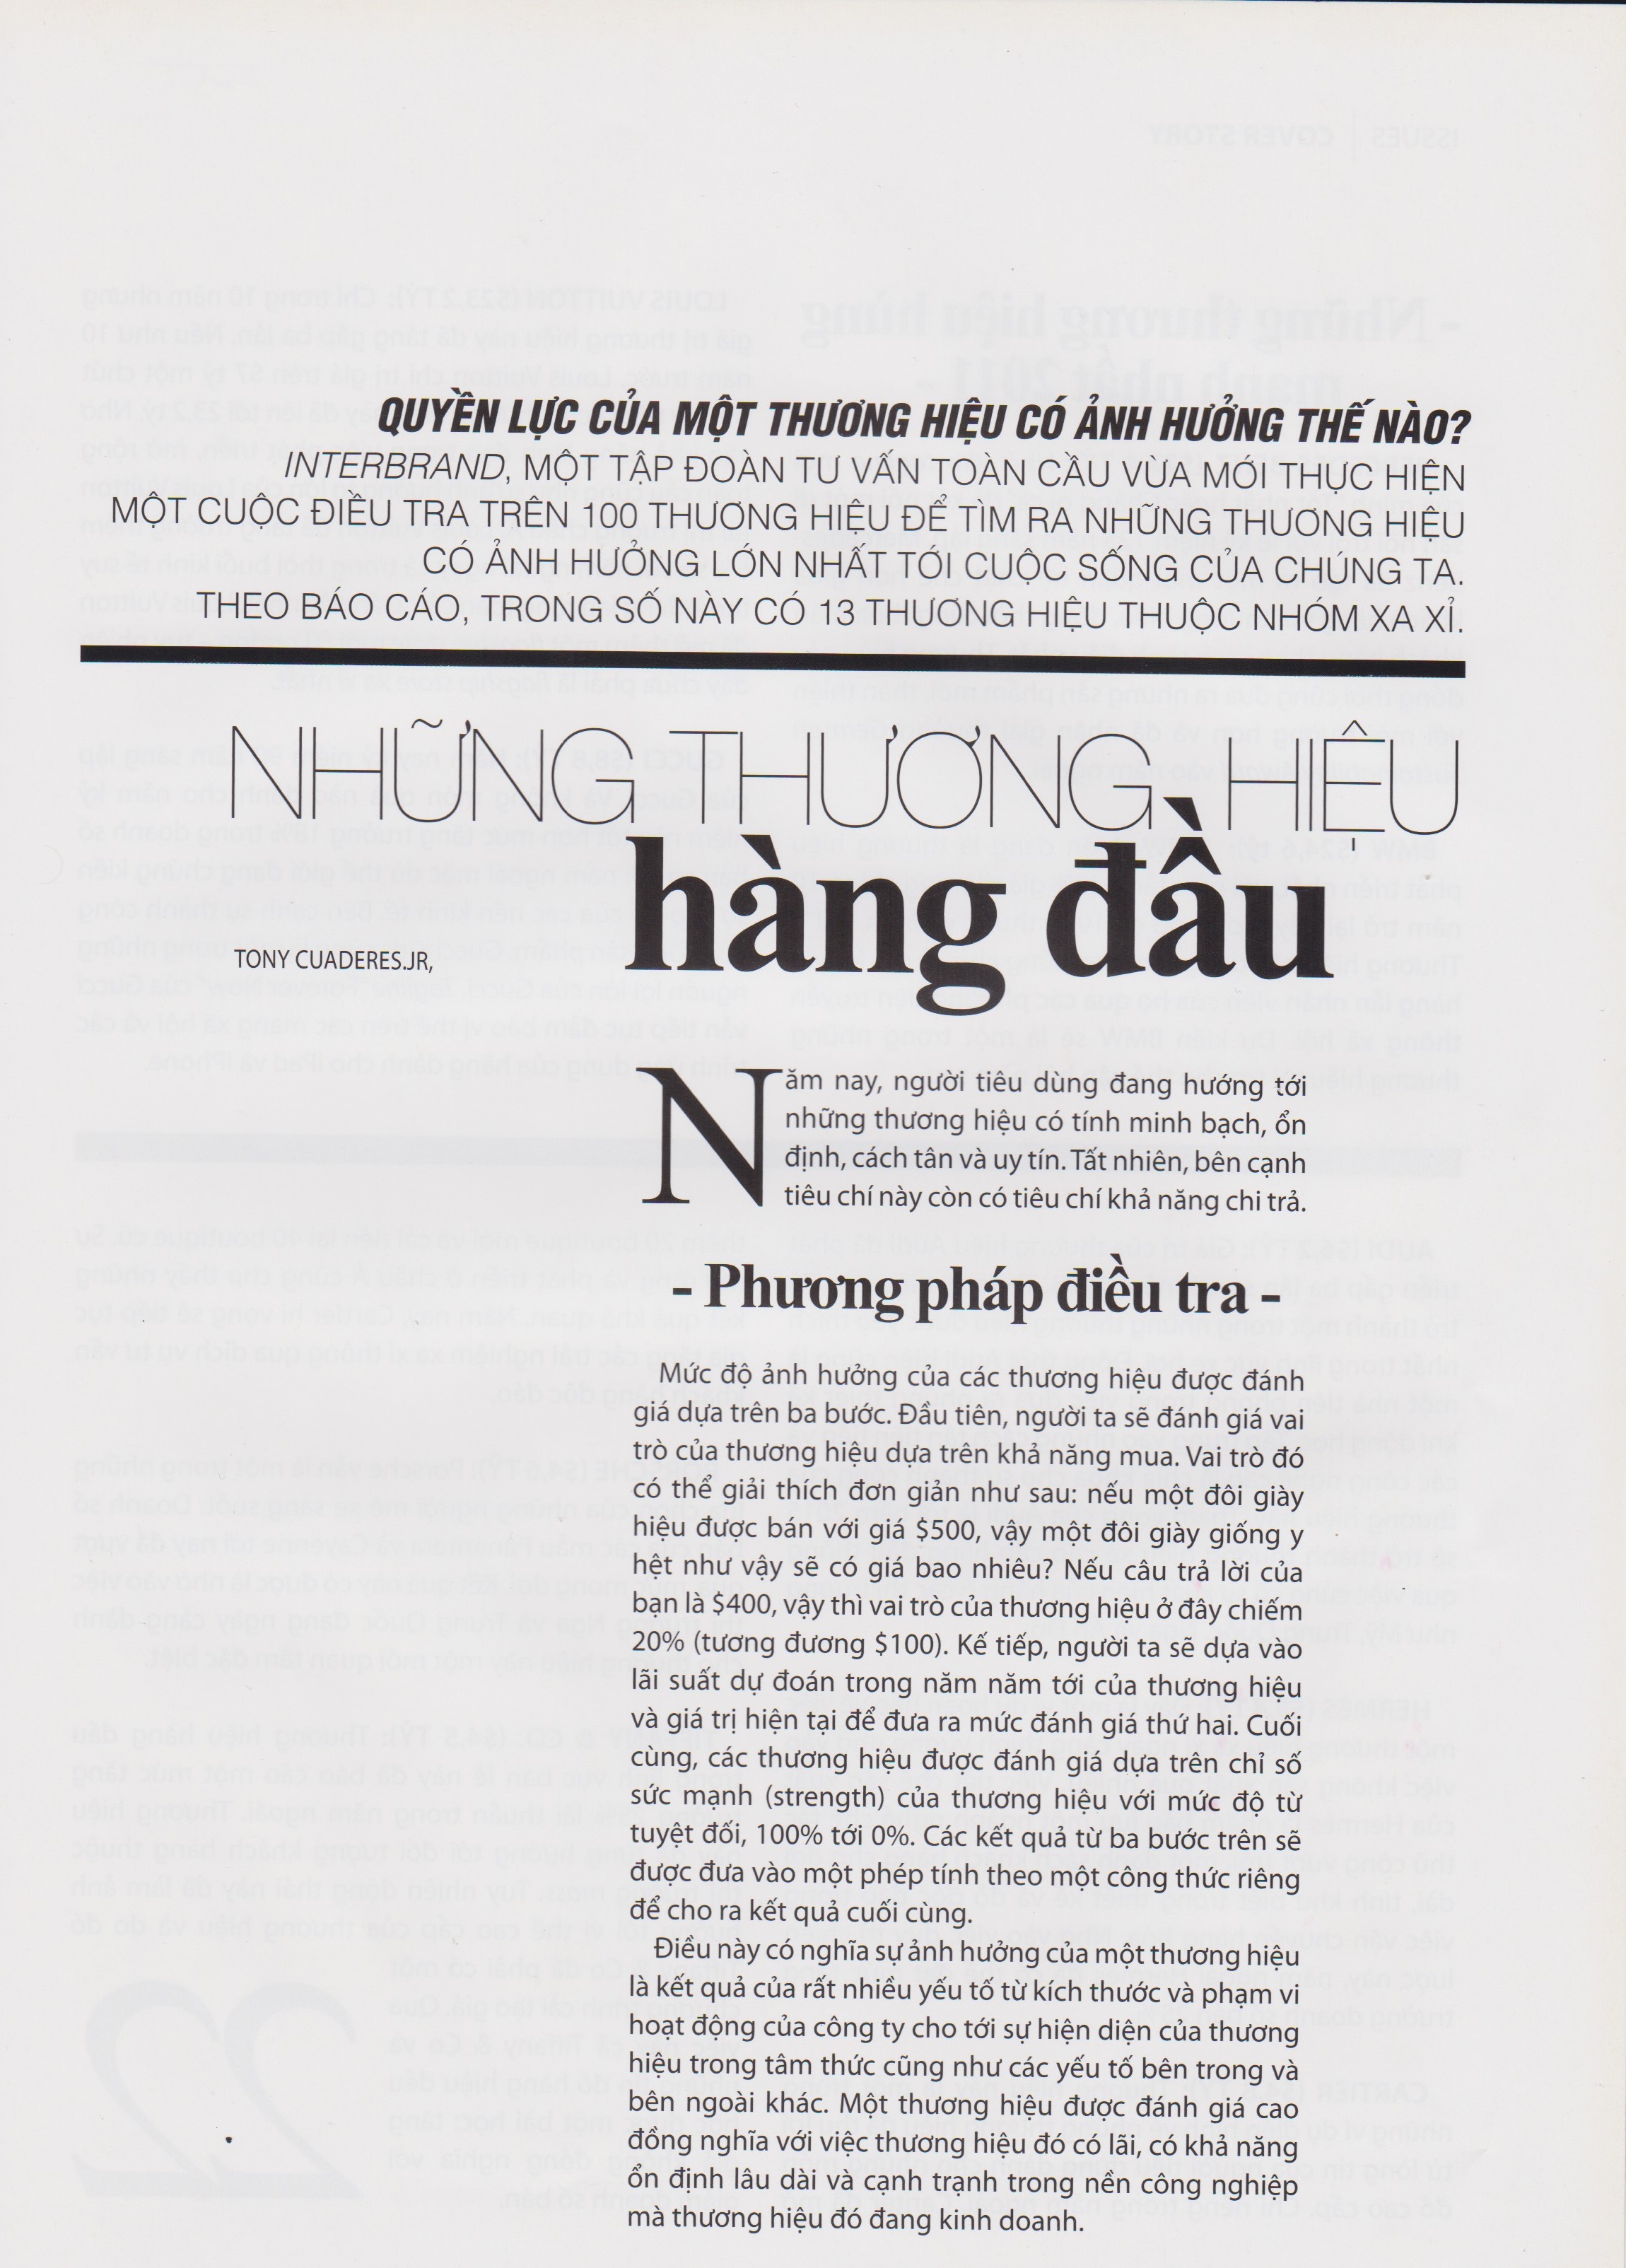 QUYỀN LỰC CỦA MỘT THƯƠNG HIỆU CÓ ẢNH HƯỞNG THẾ NÀO?
INTERBRAND, MỘT TẬP ĐOÀN TƯ VẤN TOÀN CẦU VỪA MỚI THỰC HIỆN
MỘT CUỘC ĐIỀU TRA TRÊN 100 THƯƠNG HIỆU ĐỂ TÌM RA NHỮNG THƯƠNG HIỆU
CÓ ẢNH HƯỞNG LỚN NHẤT TỚI CUỘC SỐNG CỦA CHÚNG TA.
THEO BÁO CÁO, TRONG SỐ NÀY CÓ 13 THƯƠNG HIỆU THUỘC NHÓM XA XỈ.
NHỮNG THƯƠNG HIỆU
hàng đầu
TONY CUADERES.JR,
Năm nay, người tiêu dùng đang hướng tới
những thương hiệu có tính minh bạch, ổn
định, cách tân và uy tín. Tất nhiên, bên cạnh
tiêu chí này còn có tiêu chí khả năng chi trả.
- Phương pháp điều tra -
Mức độ ảnh hưởng của các thương hiệu được đánh
giá dựa trên ba bước. Đầu tiên, người ta sẽ đánh giá vai
trò của thương hiệu dựa trên khả năng mua. Vai trò đó
có thể giải thích đơn giản như sau: nếu một đôi giày
hiệu được bán với giá $500, vậy một đôi giày giống y
hệt như vậy sẽ có giá bao nhiêu? Nếu câu trả lời của
bạn là $400, vậy thì vai trò của thương hiệu ở đây chiếm
20% (tương đương $100). Kế tiếp, người ta sẽ dựa vào
lãi suất dự đoán trong năm năm tới của thương hiệu
và giá trị hiện tại để đưa ra mức đánh giá thứ hai. Cuối
cùng, các thương hiệu được đánh giá dựa trên chỉ số
sức mạnh (strength) của thương hiệu với mức độ từ
tuyệt đối, 100% tới 0%. Các kết quả từ ba bước trên sẽ
được đưa vào một phép tính theo một công thức riêng
để cho ra kết quả cuối cùng.
Điều này có nghĩa sự ảnh hưởng của một thương hiệu
là kết quả của rất nhiều yếu tố từ kích thước và phạm vi
hoạt động của công ty cho tới sự hiện diện của thương
hiệu trong tâm thức cũng như các yếu tố bên trong và
bên ngoài khác. Một thương hiệu được đánh giá cao
đồng nghĩa với việc thương hiệu đó có lãi, có khả năng
ổn định lâu dài và cạnh trạnh trong nền công nghiệp
mà thương hiệu đó đang kinh doanh.